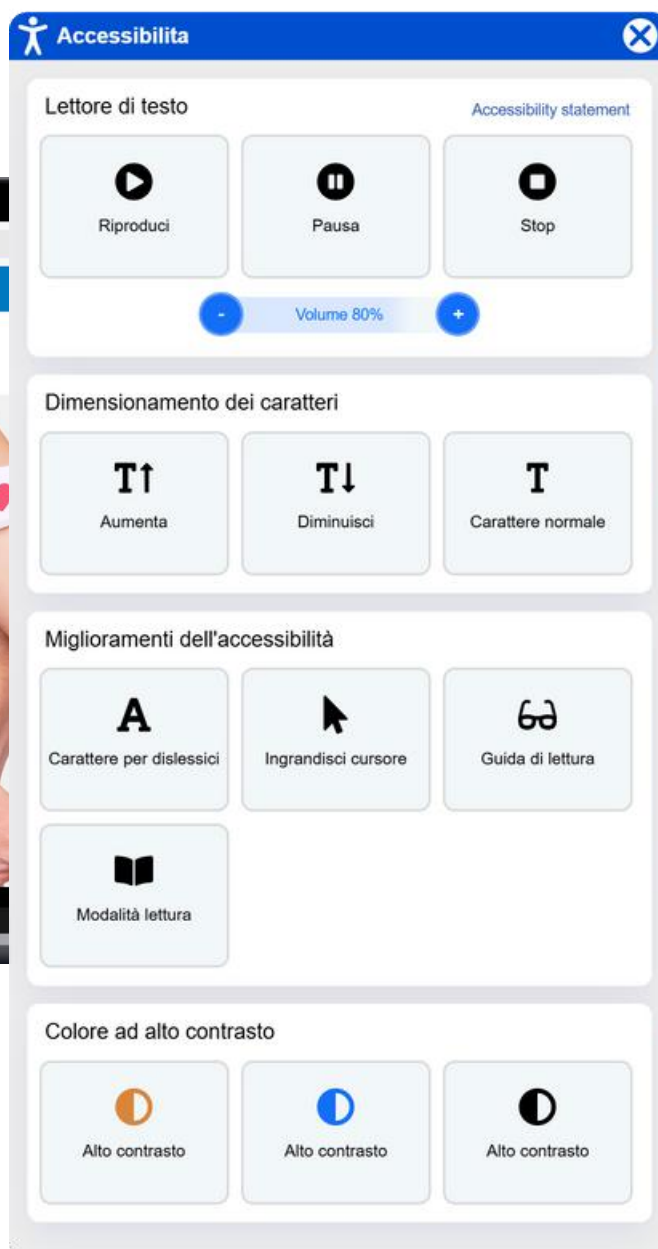 Accessibilita
Lettore di testo
Accessibility statement
Riproduci
Pausa
Stop
-
Volume 80%
+
Dimensionamento dei caratteri
T↑
T↓
T
Aumenta
Diminuisci
Carattere normale
Miglioramenti dell'accessibilità
A
Carattere per dislessici
Ingrandisci cursore
Guida di lettura
Modalità lettura
Colore ad alto contrasto
Alto contrasto
Alto contrasto
Alto contrasto